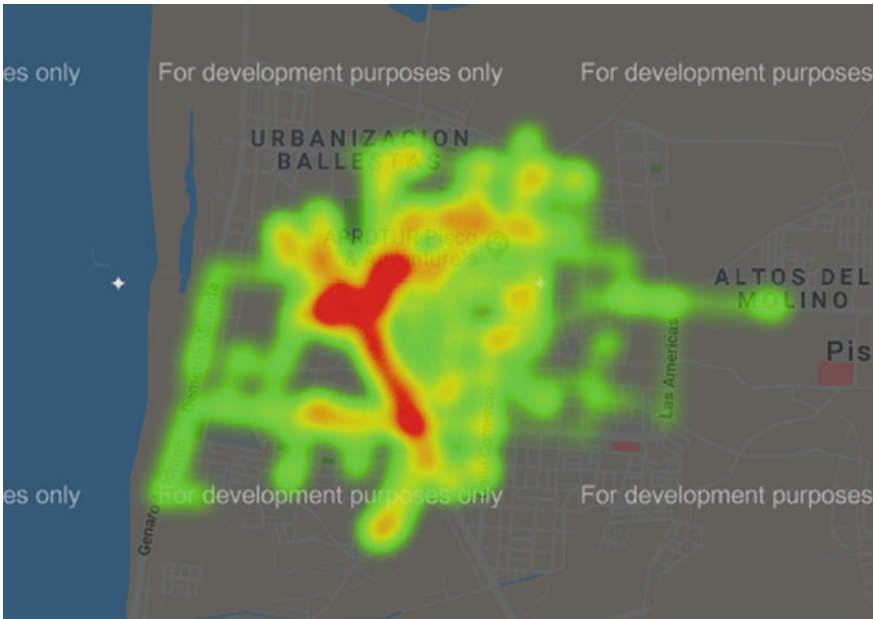 es only
For development purposes only
For development purposes
URBANIZACION
BALLESTAS
APROTUR Pisco
& Adventure's
ALTOS DEL
MOLINO
Pis
Las Americas
es only
For development purposes only
For development purposes
Genaro